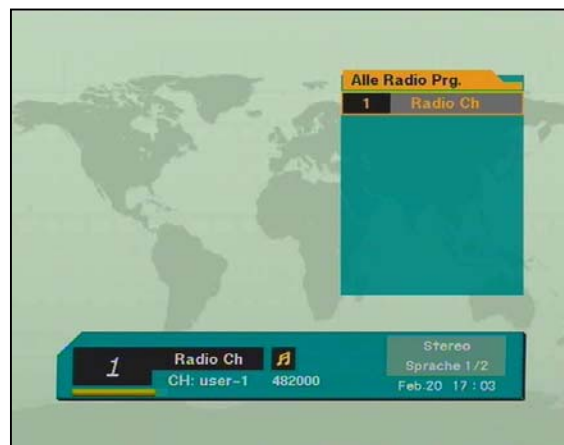 Alle Radio Prg.
1 Radio Ch
1 Radio Ch
CH: user-1 482000
Stereo
Sprache 1/2
Feb.20 17:03